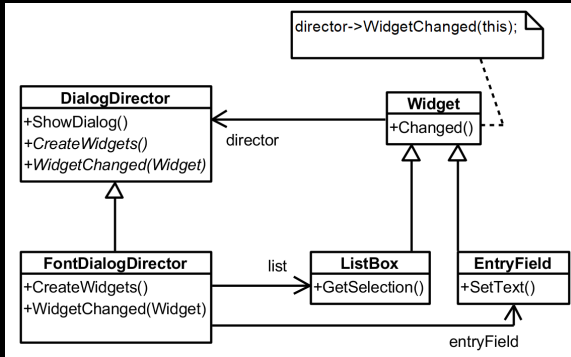 director->WidgetChanged(this);
DialogDirector
+ShowDialog()
+CreateWidgets()
+WidgetChanged(Widget)
director
Widget
+Changed()
FontDialogDirector
+CreateWidgets()
+WidgetChanged(Widget)
list
ListBox
+GetSelection()
EntryField
+SetText()
entryField